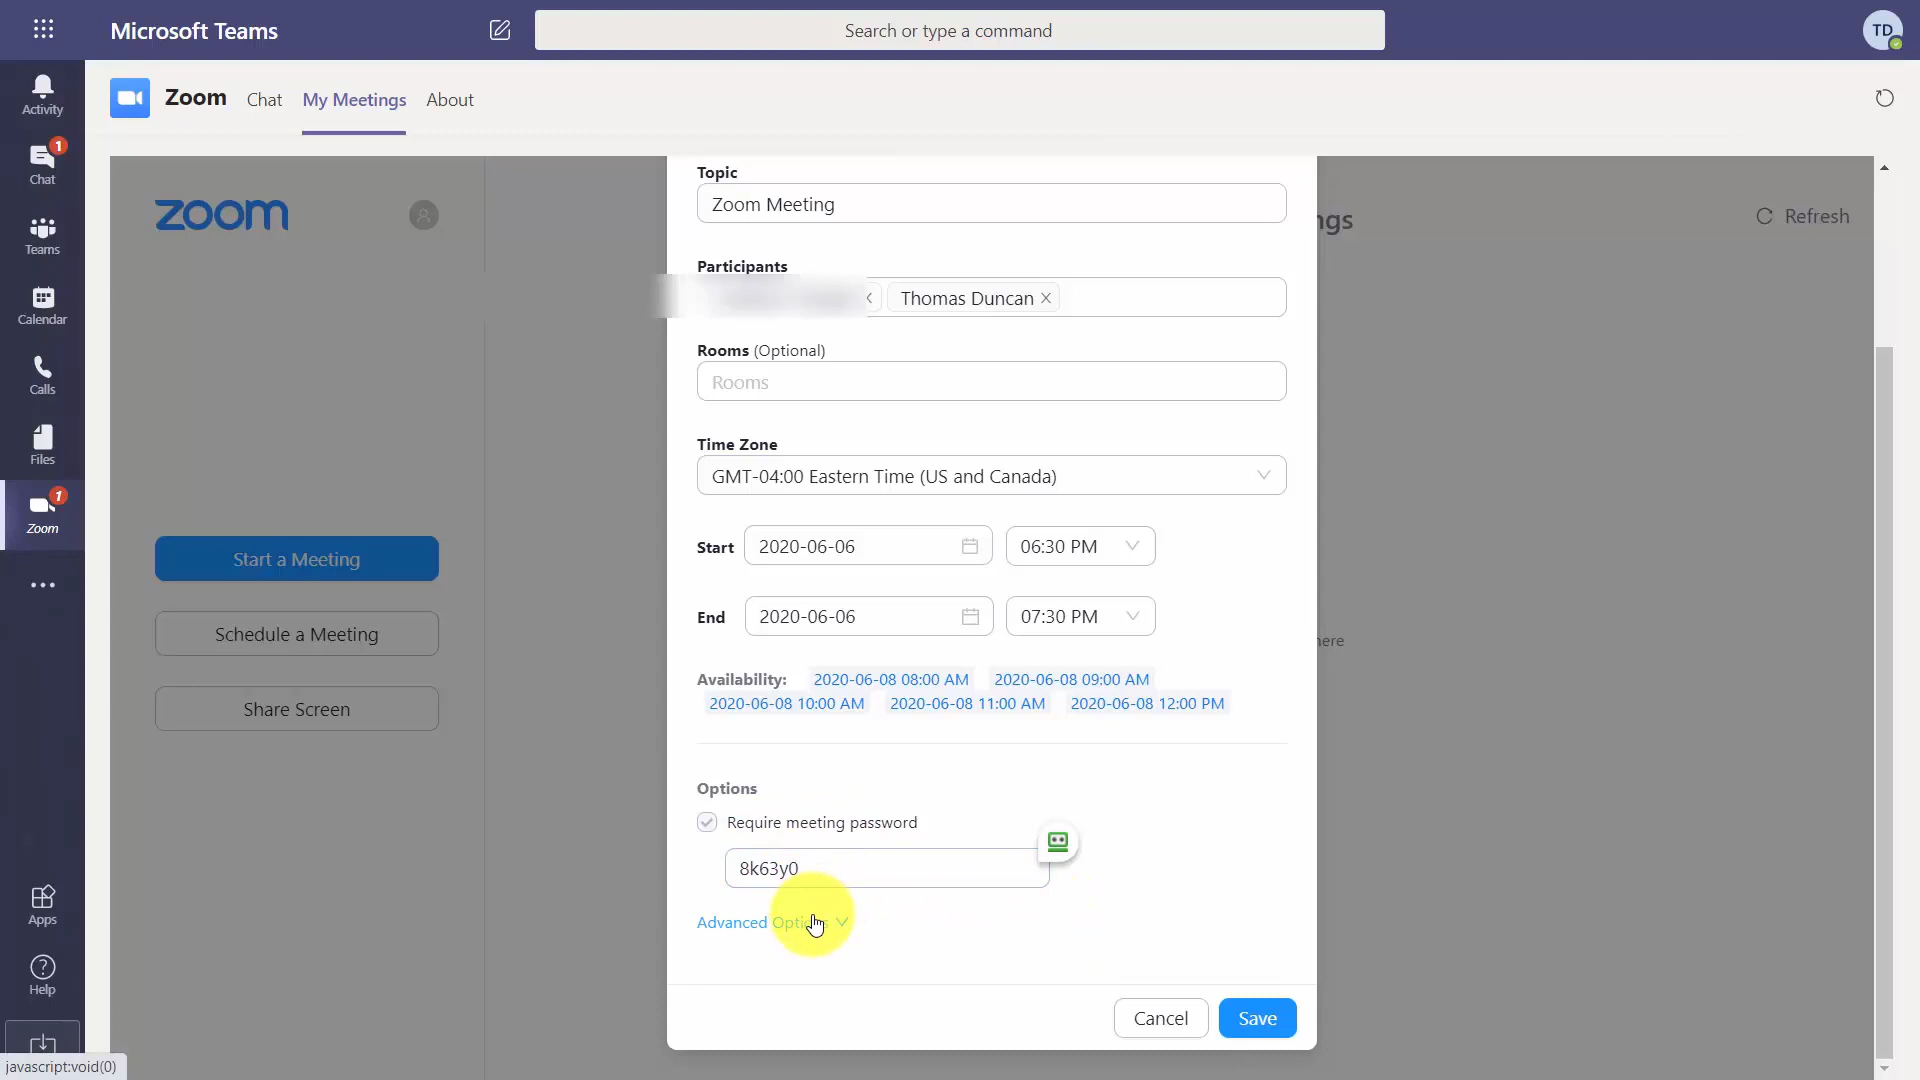 Microsoft Teams
Search or type a command
TD
Activity
1
Chat
Teams
Calendar
Calls
Files
1
Zoom
Apps
Help
javascript:void(0)
Zoom
Chat
My Meetings
About
zoom
Start a Meeting
Schedule a Meeting
Share Screen
ngs
Refresh
here
Topic
Zoom Meeting
Participants
Thomas Duncan
Rooms (Optional)
Rooms
Time Zone
GMT-04:00 Eastern Time (US and Canada)
Start 2020-06-06 06:30 PM
End 2020-06-06 07:30 PM
Availability: 2020-06-08 08:00 AM 2020-06-08 09:00 AM
2020-06-08 10:00 AM 2020-06-08 11:00 AM 2020-06-08 12:00 PM
Options
Require meeting password
8k63y0
Advanced Options
Cancel
Save